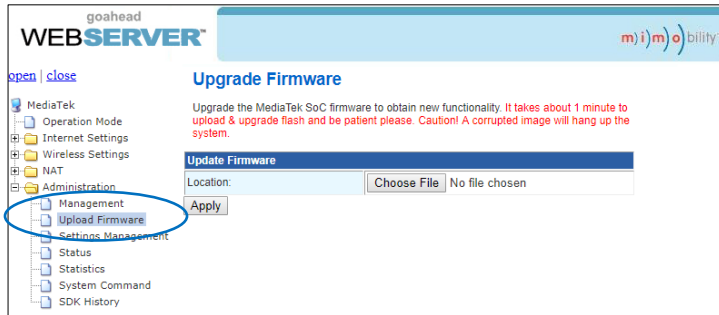 goahead
WEBSERVER™
m)i)m)o)bility™
open | close
MediaTek
Operation Mode
Internet Settings
Wireless Settings
NAT
Administration
Management
Upload Firmware
Settings Management
Status
Statistics
System Command
SDK History
Upgrade Firmware
Upgrade the MediaTek SoC firmware to obtain new functionality. It takes about 1 minute to
upload & upgrade flash and be patient please. Caution! A corrupted image will hang up the
system.
Update Firmware
Location: Choose File No file chosen
Apply